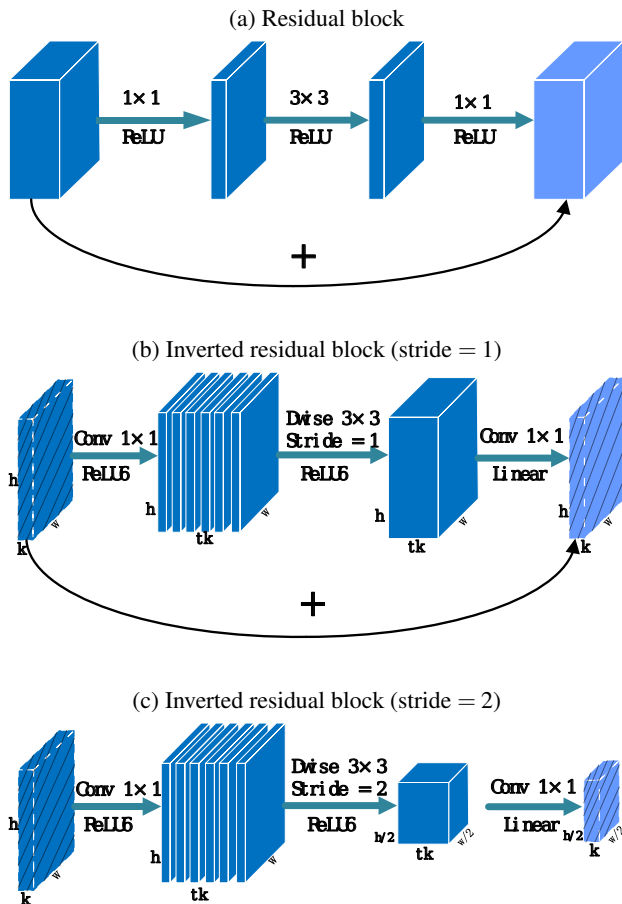 (a) Residual block
1×1
ReLU
3×3
ReLU
1×1
ReLU
+
(b) Inverted residual block (stride = 1)
Conv 1×1
ReLU6
Dwise 3×3
Stride =1
ReLU6
Conv 1×1
Linear
h
w
k
h
w
tk
h
w
tk
h
w
k
+
(c) Inverted residual block (stride = 2)
Conv 1×1
ReLU6
Dwise 3×3
Stride =2
ReLU6
Conv 1×1
Linear
h
w
k
h
w
tk
h/2
w/2
tk
h/2
w/2
k